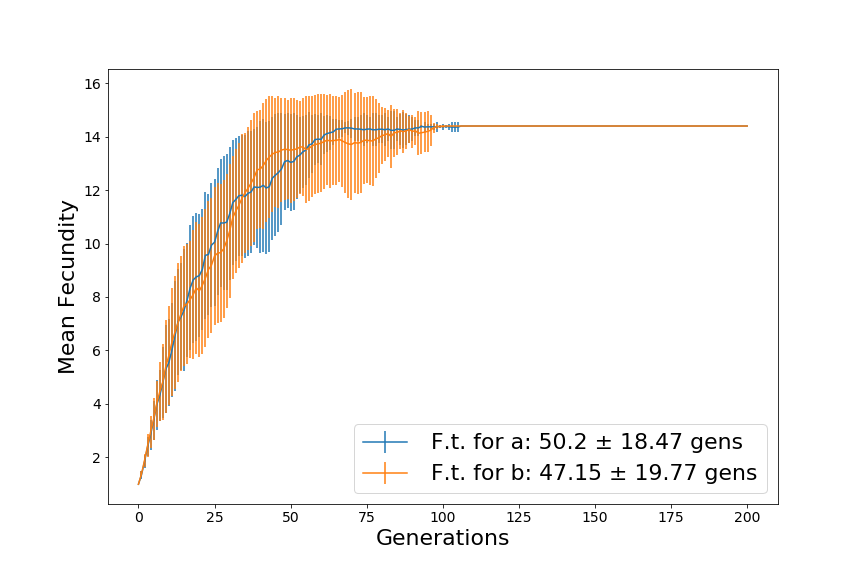 16
14
12
10
8
6
4
2
Mean Fecundity
F.t. for a: 50.2 ± 18.47 gens
F.t. for b: 47.15 ± 19.77 gens
0 25 50 75 100 125 150 175 200
Generations